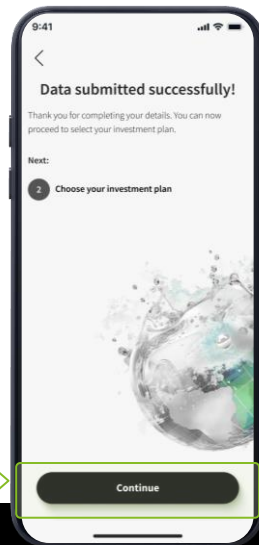 9:41
Data submitted successfully!
Thank you for completing your details. You can now
proceed to select your investment plan.
Next:
2 Choose your investment plan
Continue